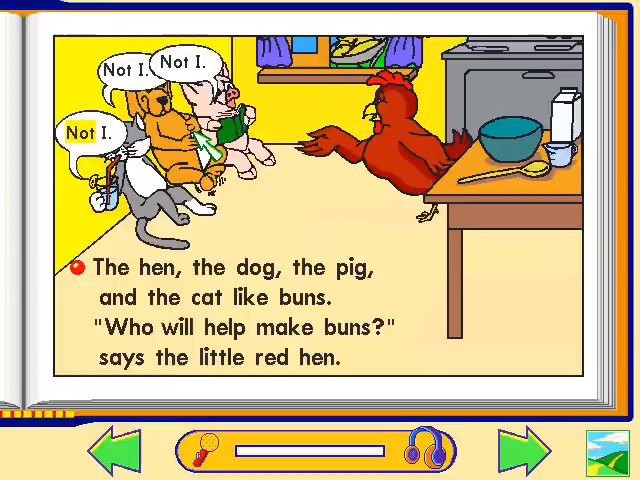 Not I.
Not I.
Not I.
The hen, the dog, the pig,
and the cat like buns.
"Who will help make buns?"
says the little red hen.